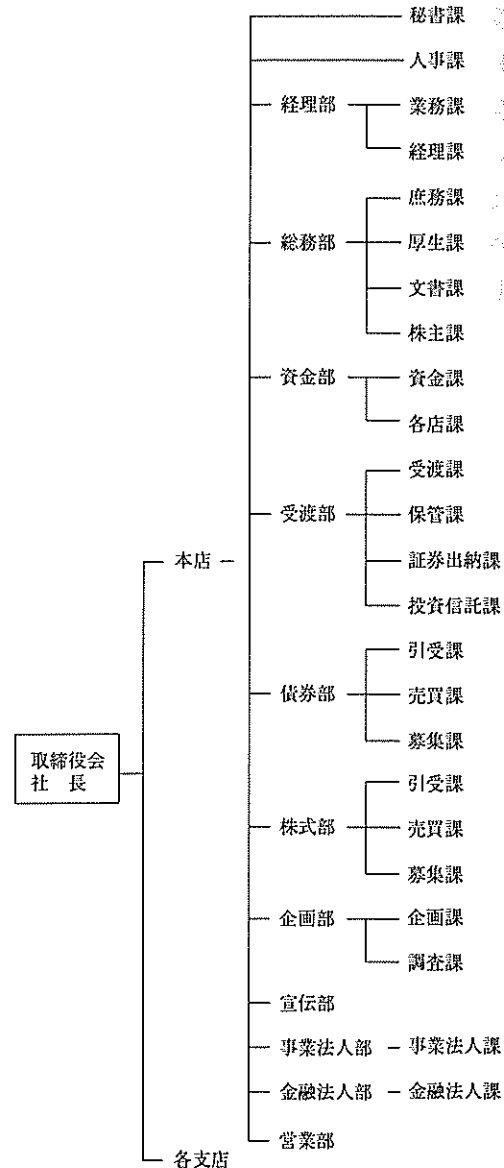 秘書課
人事課
経理部
業務課
経理課
総務部
庶務課
厚生課
文書課
株主課
資金部
資金課
各店課
受渡部
受渡課
保管課
証券出納課
投資信託課
本店
債券部
引受課
売買課
募集課
取締役会
社 長
株式部
引受課
売買課
募集課
企画部
企画課
調査課
宣伝部
事業法人部
事業法人課
金融法人部
金融法人課
営業部
各支店